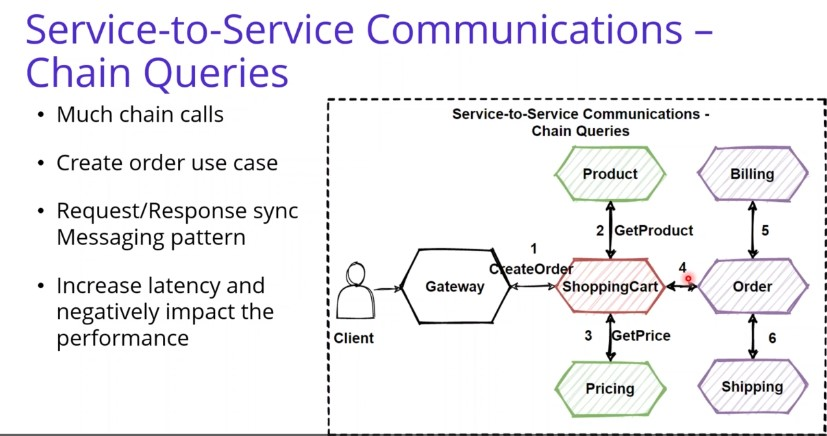 Service-to-Service Communications –
Chain Queries
• Much chain calls
• Create order use case
• Request/Response sync
Messaging pattern
• Increase latency and
negatively impact the
performance
Service-to-Service Communications -
Chain Queries
Product
Billing
2 GetProduct
5
1
CreateOrder
4
Client
Gateway
ShoppingCart
Order
3 GetPrice
6
Pricing
Shipping